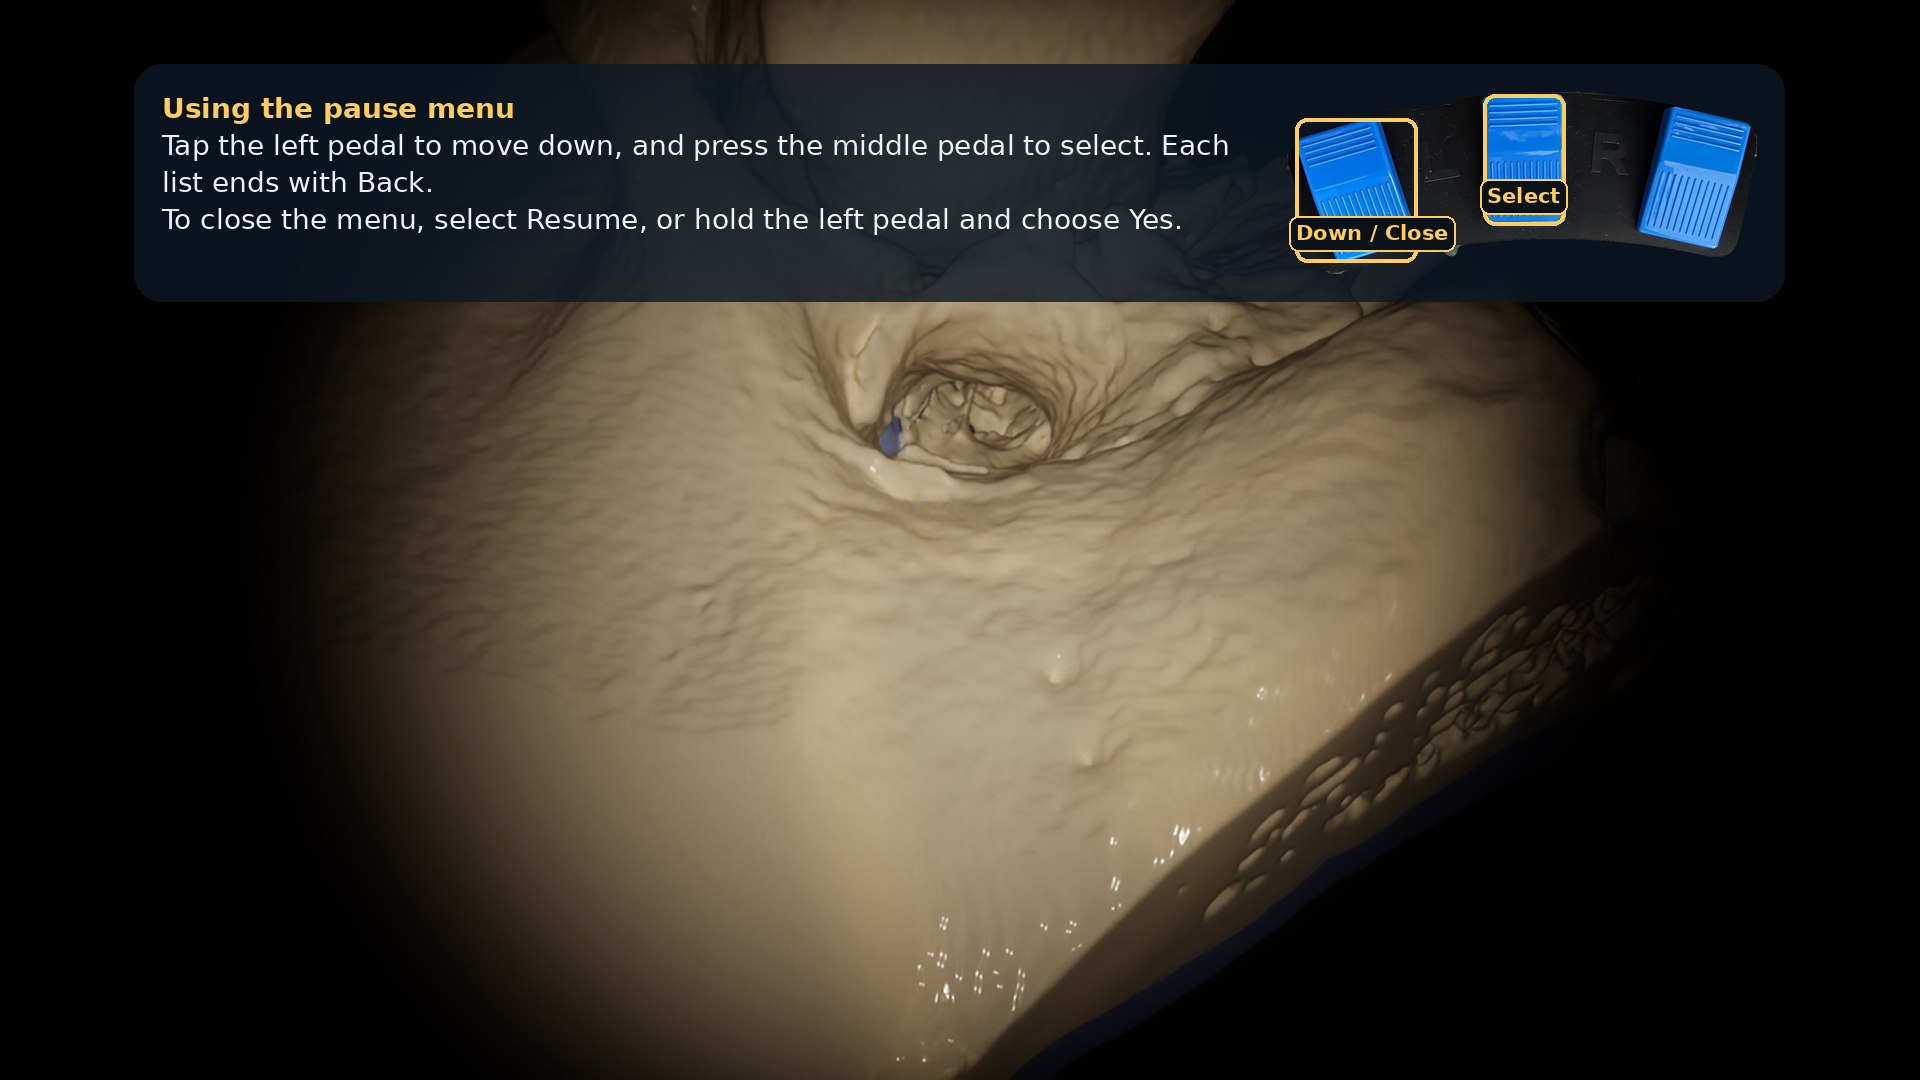 Using the pause menu
Tap the left pedal to move down, and press the middle pedal to select. Each
list ends with Back.
To close the menu, select Resume, or hold the left pedal and choose Yes.
L
R
Select
Down / Close